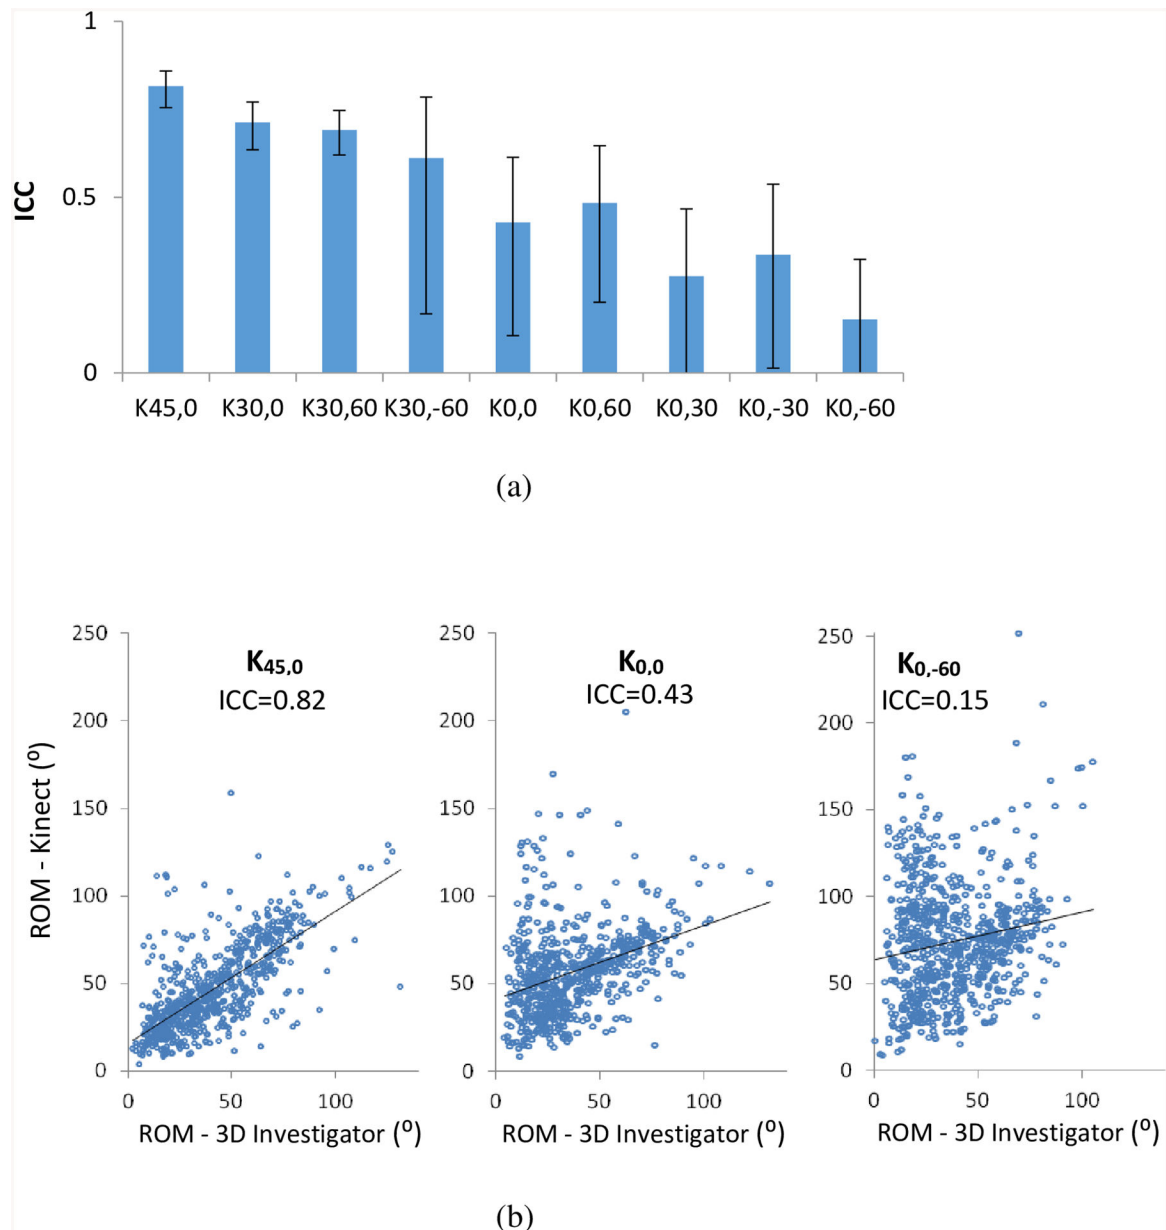 1
0.5
0
ICC
K45,0 K30,0 K30,60 K30,-60 K0,0 K0,60 K0,30 K0,-30 K0,-60
(a)
ROM - Kinect (⁰)
250
200
150
100
50
0
K45,0
ICC=0.82
0 50 100
ROM - 3D Investigator (⁰)
250
200
150
100
50
0
K0,0
ICC=0.43
0 50 100
ROM - 3D Investigator (⁰)
250
200
150
100
50
0
K0,-60
ICC=0.15
0 50 100
ROM - 3D Investigator (⁰)
(b)